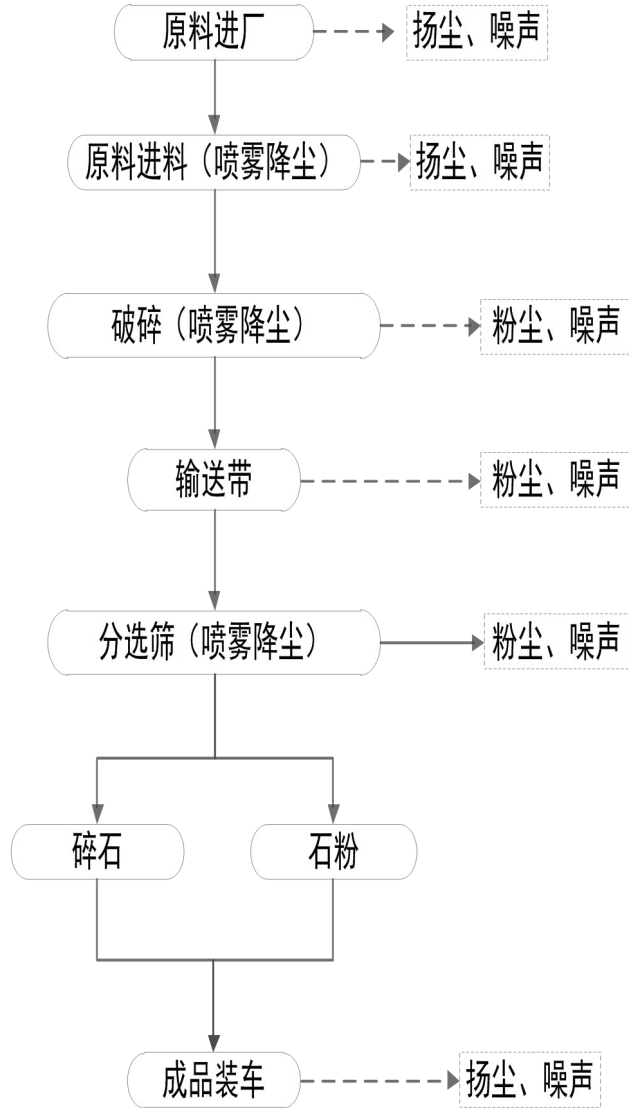 原料进厂
扬尘、噪声
原料进料（喷雾降尘）
扬尘、噪声
破碎（喷雾降尘）
粉尘、噪声
输送带
粉尘、噪声
分选筛（喷雾降尘）
粉尘、噪声
碎石
石粉
成品装车
扬尘、噪声